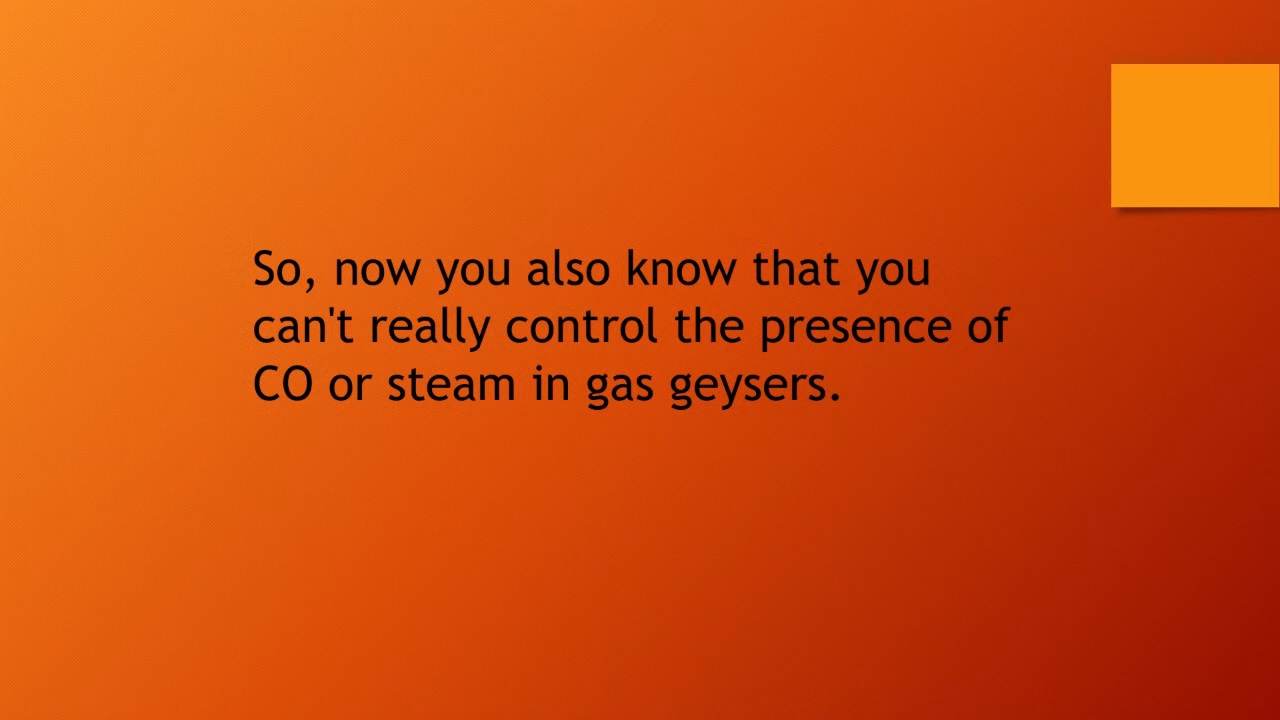 So, now you also know that you
can't really control the presence of
CO or steam in gas geysers.